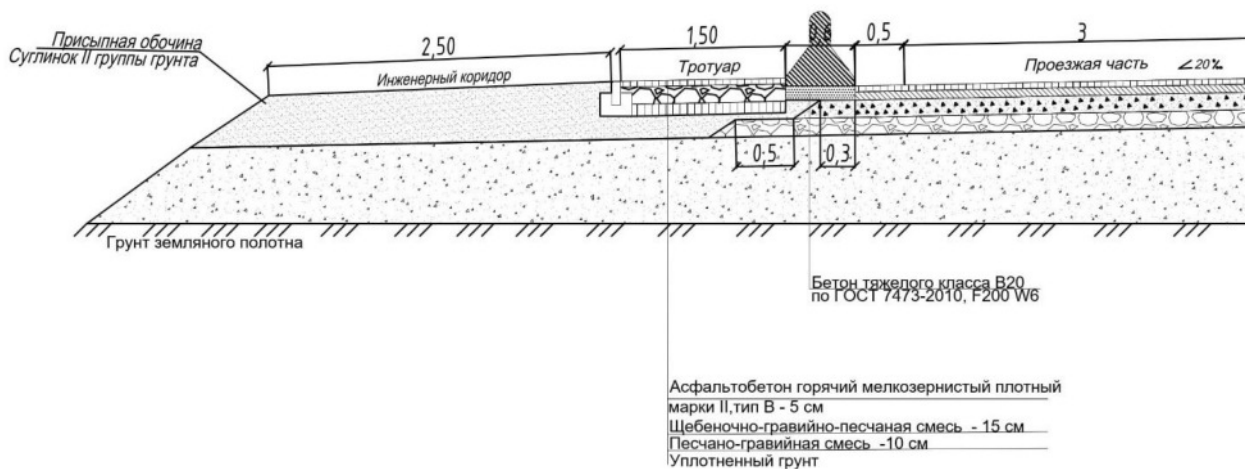 Присыпная обочина
Суглинок II группы грунта
2,50
1,50
0,5
3
Инженерный коридор
Тротуар
Проезжая часть
∠20‰
0,5
0,3
Грунт земляного полотна
Бетон тяжелого класса В20
по ГОСТ 7473-2010, F200 W6
Асфальтобетон горячий мелкозернистый плотный
марки II,тип В - 5 см
Щебеночно-гравийно-песчаная смесь - 15 см
Песчано-гравийная смесь -10 см
Уплотненный грунт